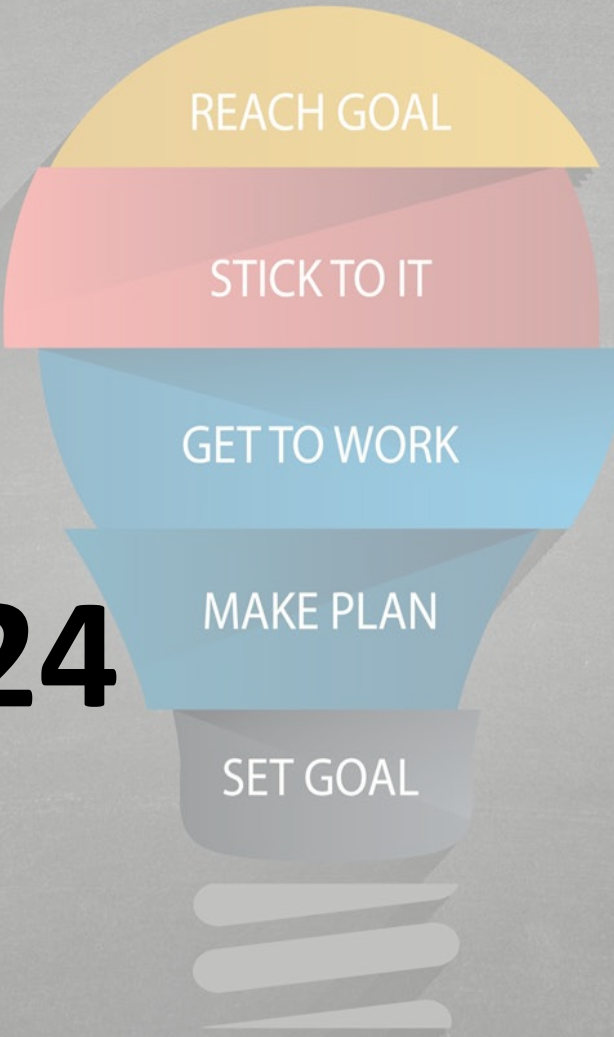 REACH GOAL
STICK TO IT
GET TO WORK
MAKE PLAN
24
SET GOAL